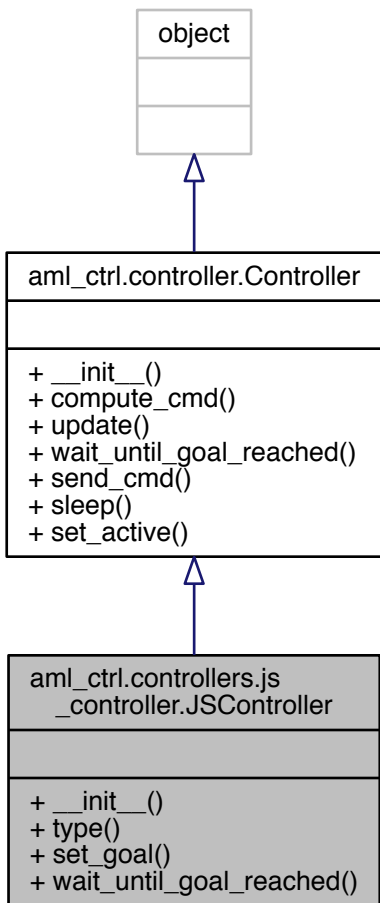 object
aml_ctrl.controller.Controller
+ __init__()
+ compute_cmd()
+ update()
+ wait_until_goal_reached()
+ send_cmd()
+ sleep()
+ set_active()
aml_ctrl.controllers.js
_controller.JSController
+ __init__()
+ type()
+ set_goal()
+ wait_until_goal_reached()